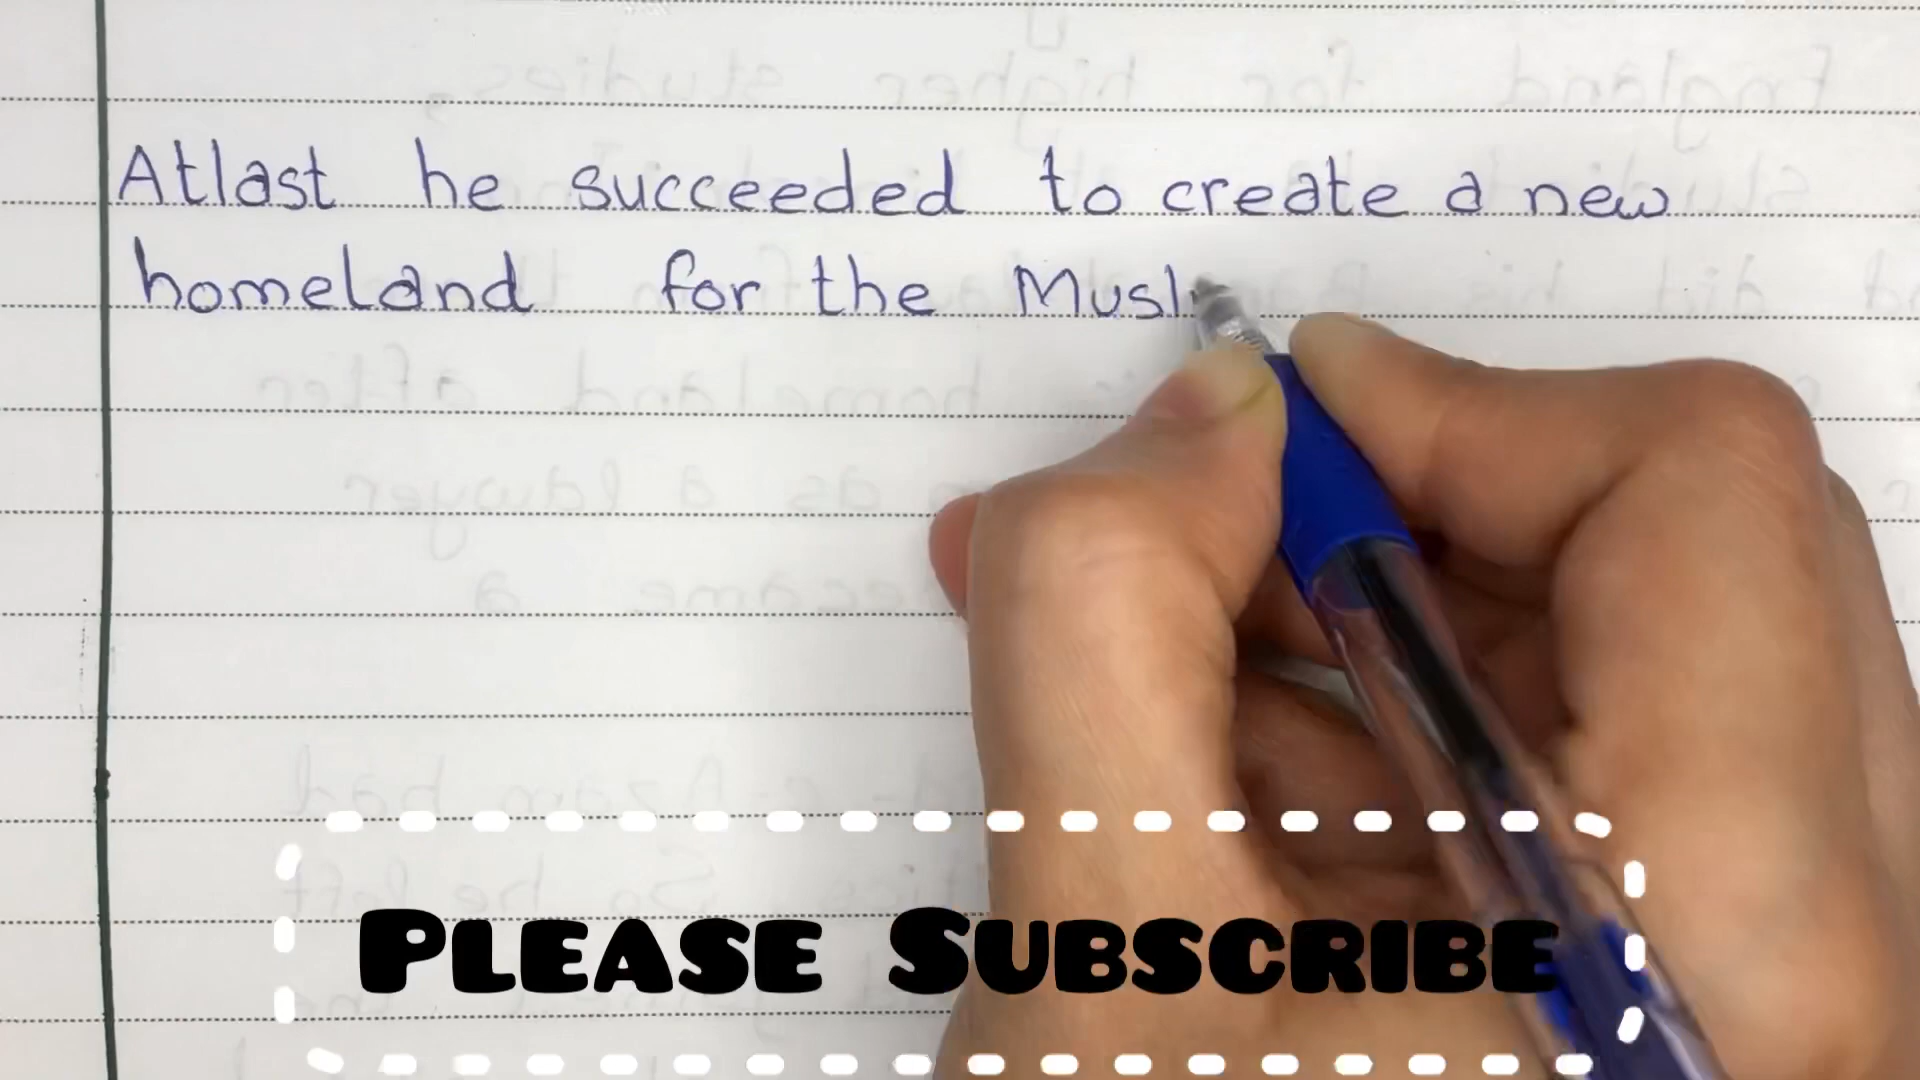 Atlast he succeeded to create a new
homeland for the Musl
PLEASE SUBSCRIBE